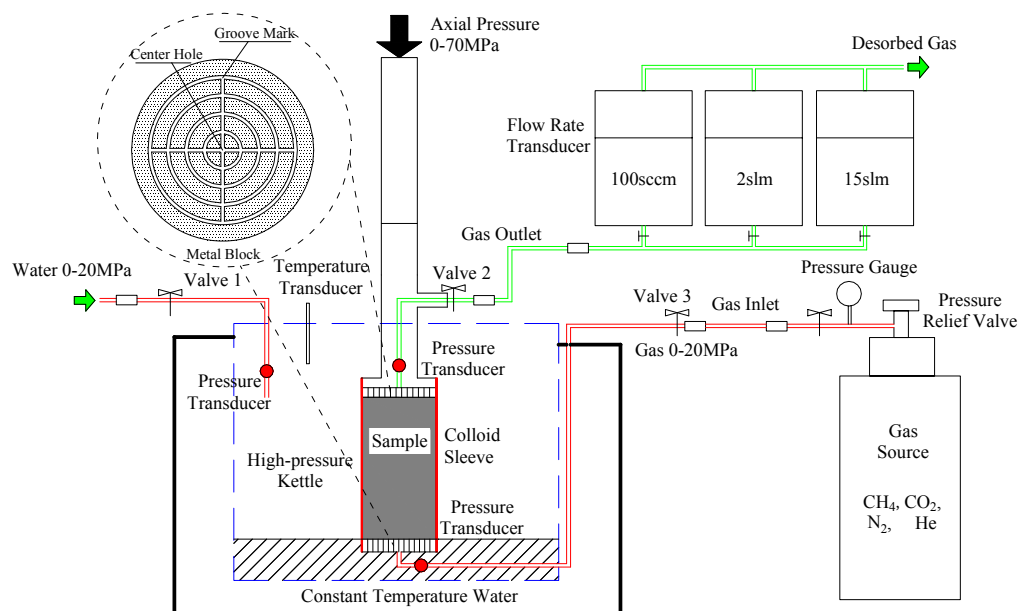 Axial Pressure
0-70MPa
Groove Mark
Center Hole
Metal Block
Desorbed Gas
Flow Rate
Transducer
100sccm
2slm
15slm
Gas Outlet
Water 0-20MPa
Valve 1
Temperature
Transducer
Valve 2
Pressure Gauge
Valve 3
Gas Inlet
Pressure
Relief Valve
Gas 0-20MPa
Pressure
Transducer
Pressure
Transducer
Sample
Colloid
Sleeve
High-pressure
Kettle
Pressure
Transducer
Gas
Source
CH₄, CO₂,
N₂, He
Constant Temperature Water